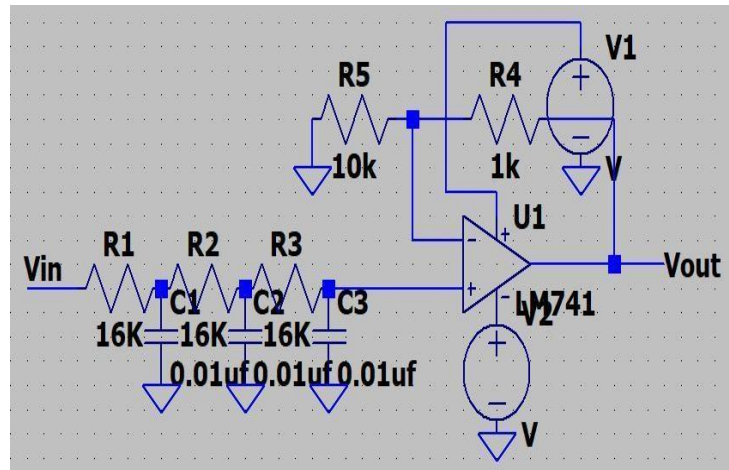 V1
R5 R4
10k 1k V
U1
R1 R2 R3
Vin Vout
C1 C2 C3 LM741
V2
16K 16K 16K
0.01uf 0.01uf 0.01uf
V